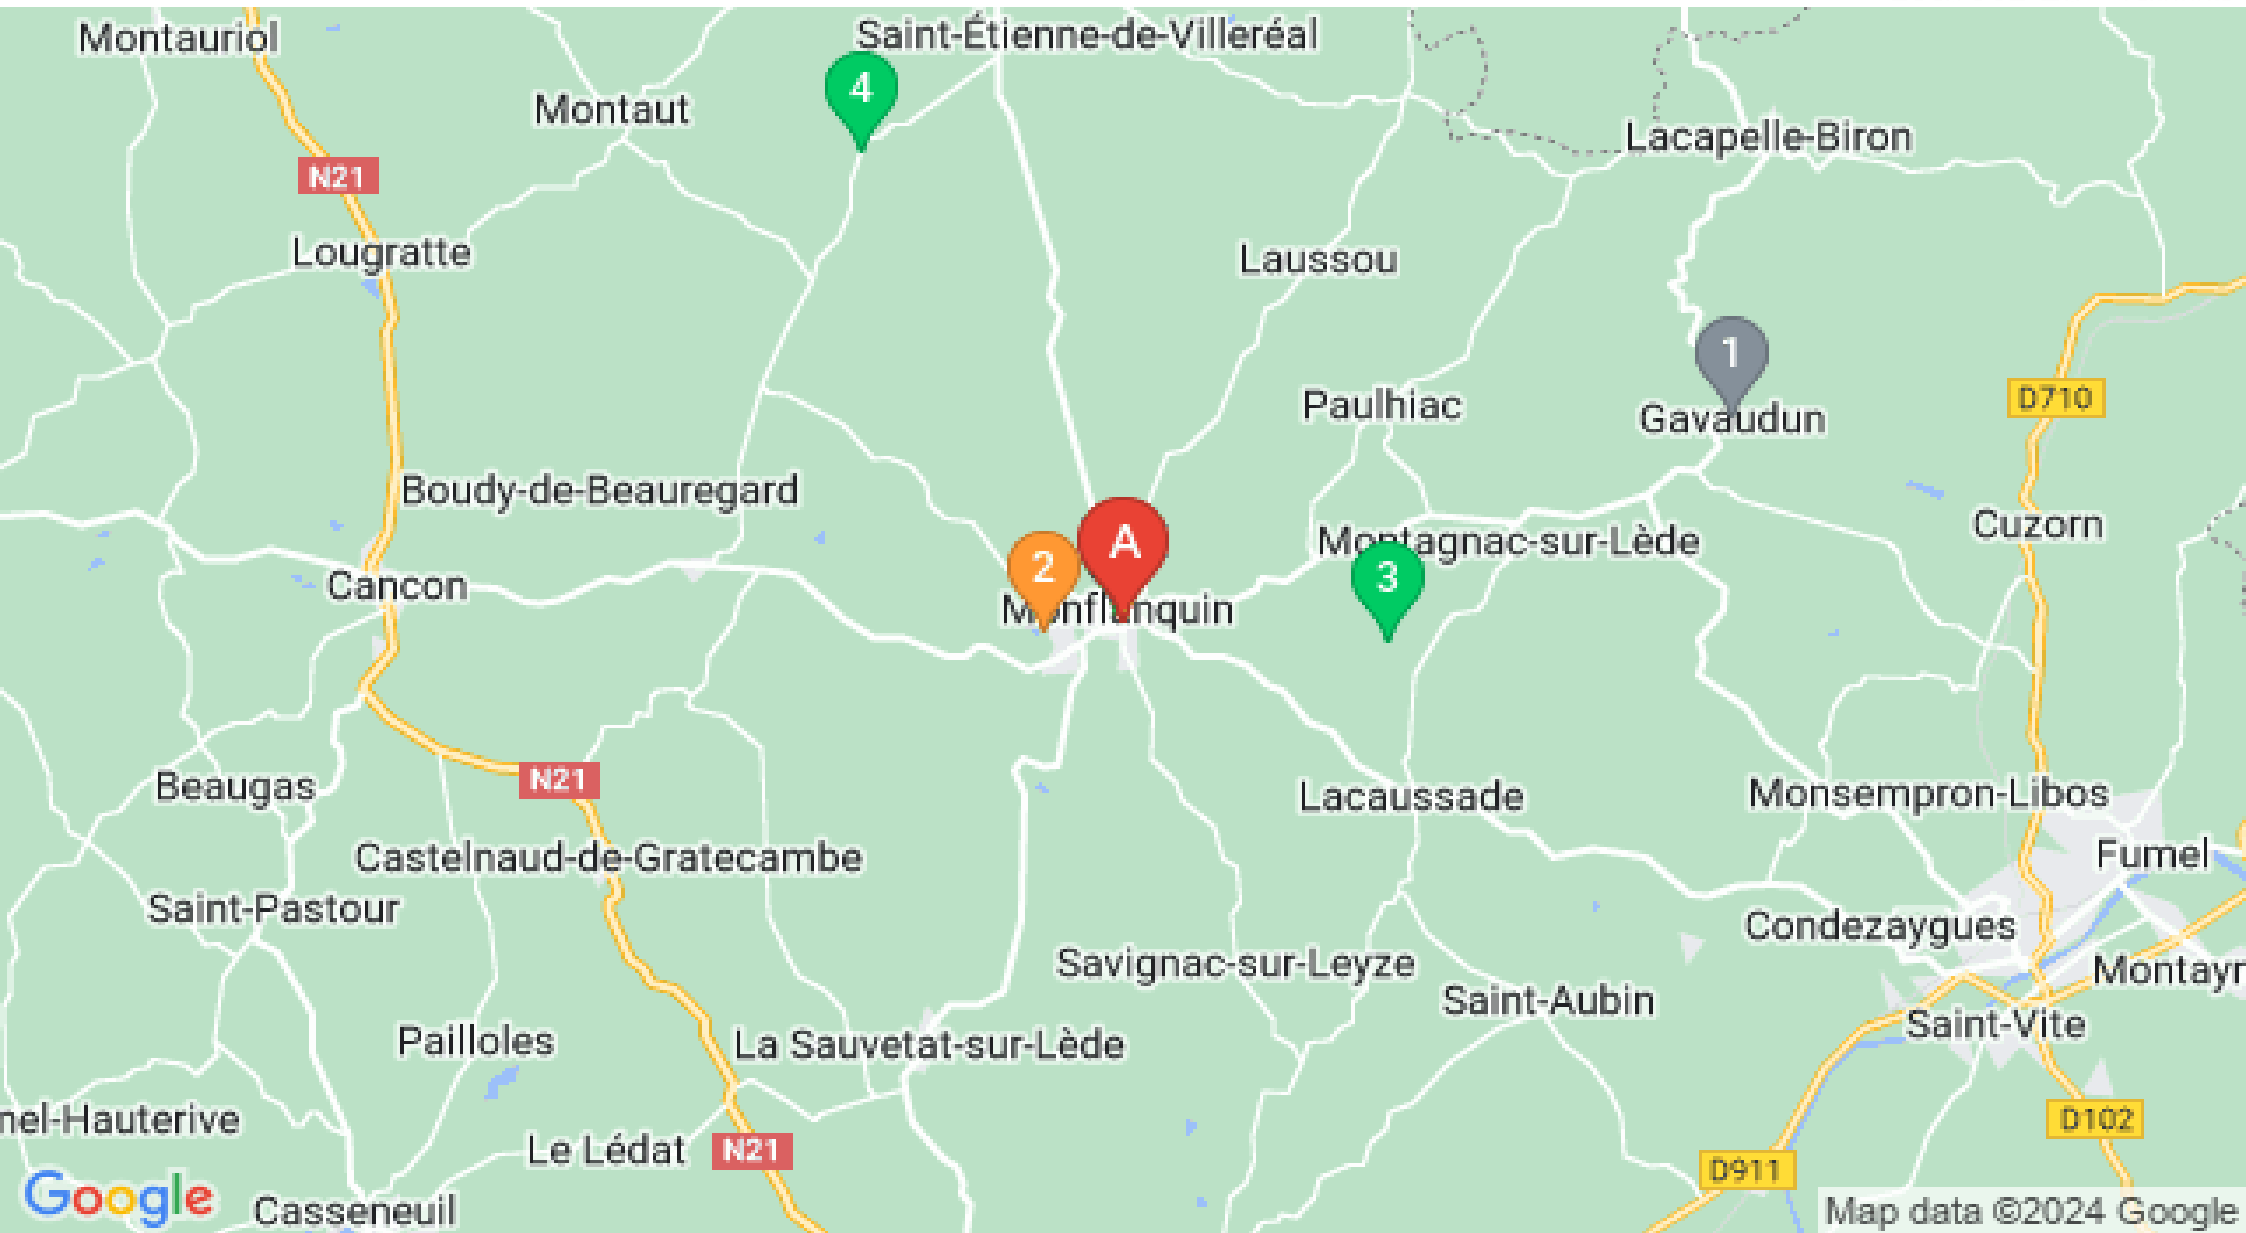 Montauriol
Saint-Étienne-de-Villeréal
4
Montaut
Lacapelle-Biron
N21
Lougratte
Laussou
1
D710
Paulhiac
Gavaudun
Boudy-de-Beauregard
Cuzorn
A
Montagnac-sur-Lède
2
3
Cancon
Monflanquin
N21
Beaugas
Lacaussade
Monsempron-Libos
Castelnaud-de-Gratecambe
Fumel
Saint-Pastour
Condezaygues
Savignac-sur-Leyze
Montayr
Saint-Aubin
Saint-Vite
Pailloles
La Sauvetat-sur-Lède
nel-Hauterive
D102
Le Lédat
N21
D911
Google
Casseneuil
Map data ©2024 Google